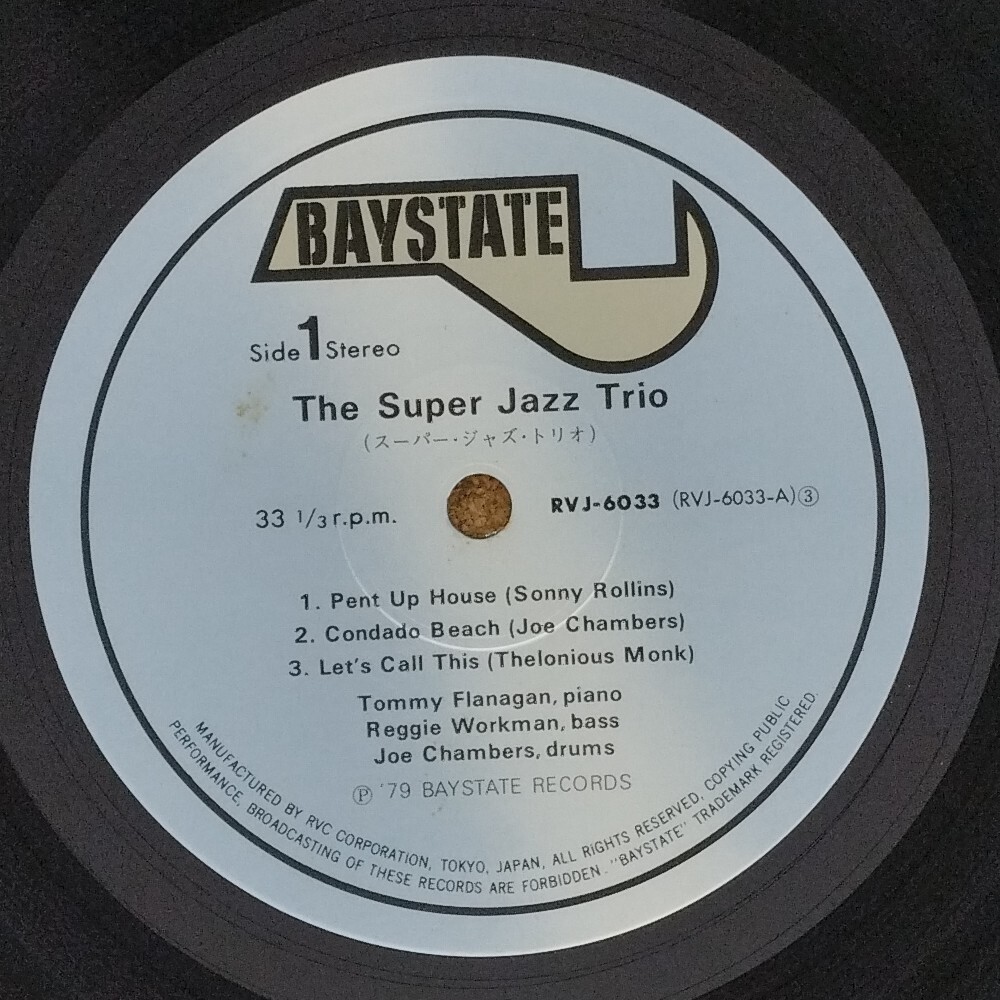 BAYSTATE
Side 1 Stereo
The Super Jazz Trio
(スーパー・ジャズ・トリオ)
33 1/3 r.p.m.
RVJ-6033 (RVJ-6033-A)③
1. Pent Up House (Sonny Rollins)
2. Condado Beach (Joe Chambers)
3. Let's Call This (Thelonious Monk)
Tommy Flanagan, piano
Reggie Workman, bass
Joe Chambers, drums
Ⓟ '79 BAYSTATE RECORDS
MANUFACTURED BY RVC CORPORATION, TOKYO, JAPAN, ALL RIGHTS RESERVED, COPYING PUBLIC
PERFORMANCE, BROADCASTING OF THESE RECORDS ARE FORBIDDEN. "BAYSTATE" TRADEMARK REGISTERED.